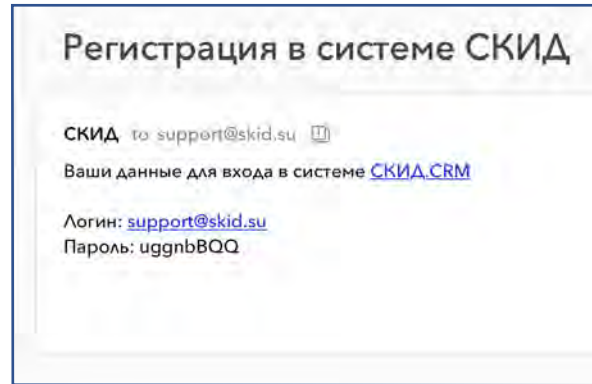 Регистрация в системе СКИД
СКИД to support@skid.su
Ваши данные для входа в системе СКИД.CRM
Логин: support@skid.su
Пароль: uggnbBQQ